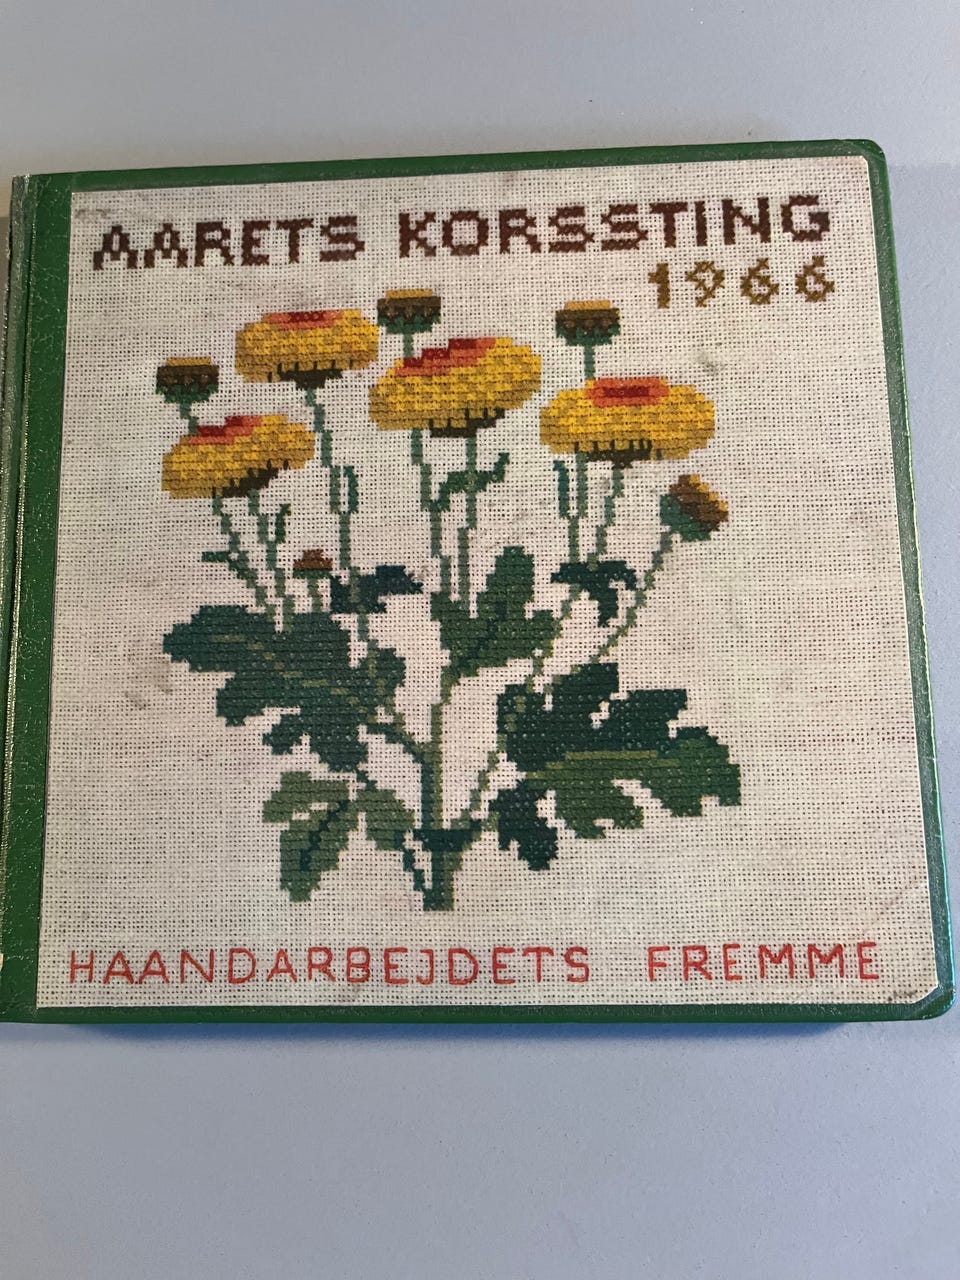 AARETS KORSSTING
1966
HAANDARBEJDETS FREMME